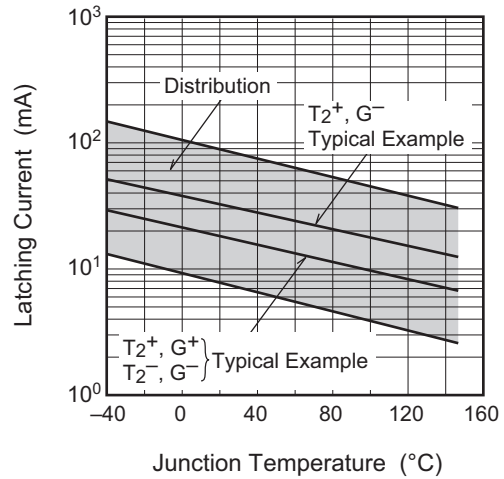 10³
Distribution
T₂⁺, G⁻
Typical Example
10²
Latching Current (mA)
10¹
T₂⁺, G⁺
T₂⁻, G⁻
} Typical Example
10⁰
–40 0 40 80 120 160
Junction Temperature (°C)